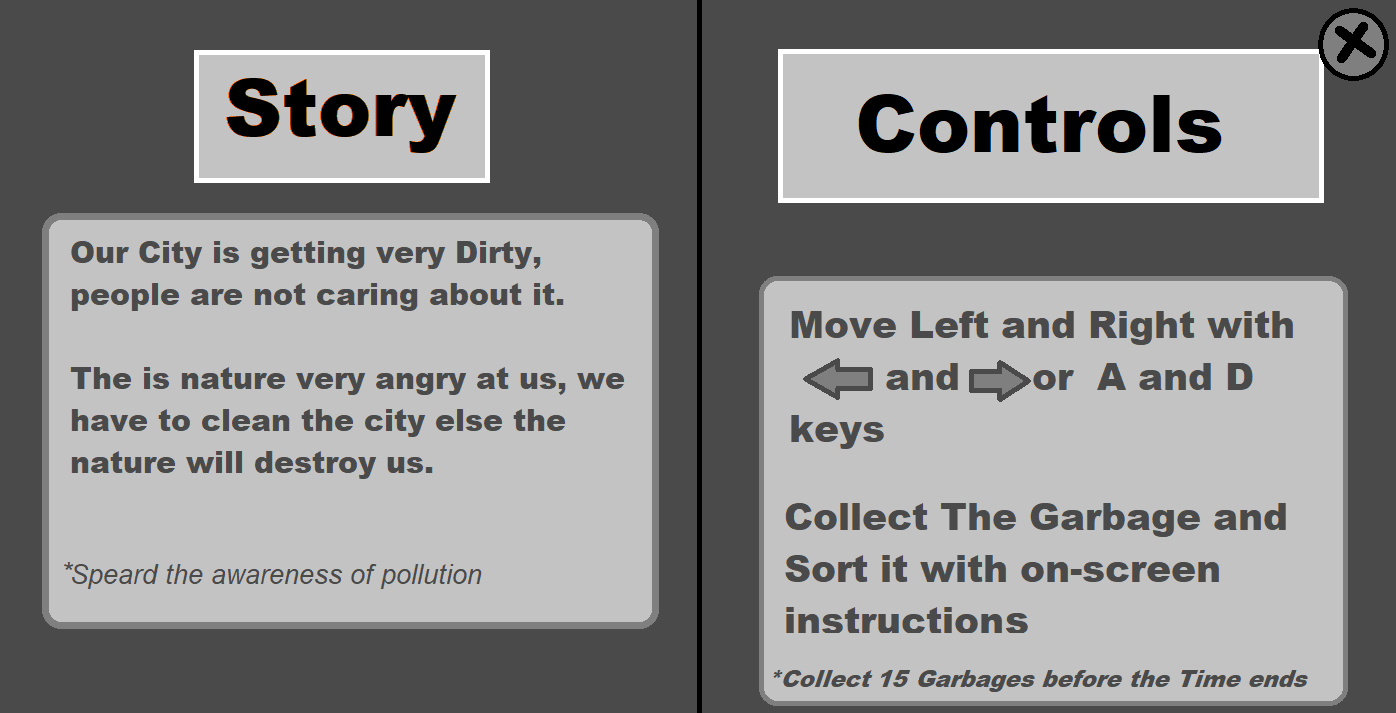 Story
Our City is getting very Dirty,
people are not caring about it.
The is nature very angry at us, we
have to clean the city else the
nature will destroy us.
*Speard the awareness of pollution
Controls
Move Left and Right with
and or A and D
keys
Collect The Garbage and
Sort it with on-screen
instructions
*Collect 15 Garbages before the Time ends